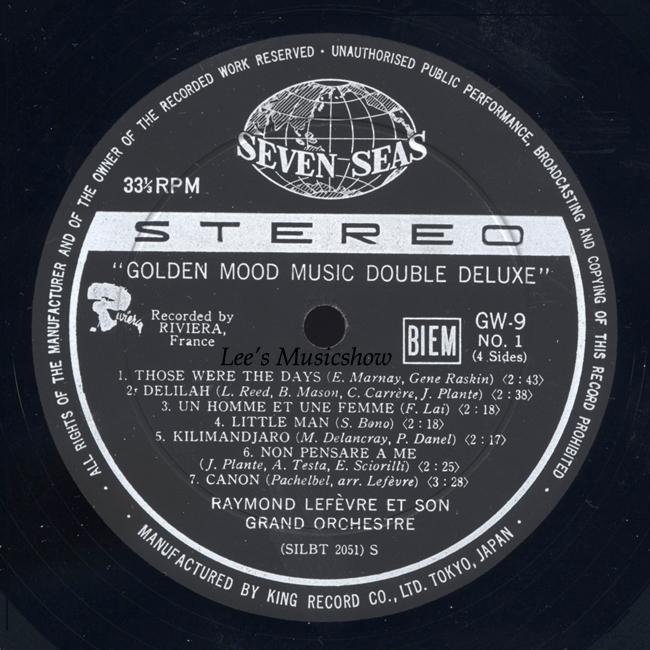 ALL RIGHTS OF THE MANUFACTURER AND OF THE OWNER OF THE RECORDED WORK RESERVED · UNAUTHORISED PUBLIC PERFORMANCE, BROADCASTING AND COPYING OF THIS RECORD PROHIBITED ·
SEVEN SEAS
33⅓ RPM
STEREO
"GOLDEN MOOD MUSIC DOUBLE DELUXE"
Riviera
Recorded by
RIVIERA,
France
BIEM
GW-9
NO. 1
(4 Sides)
Lee's Musicshow
1. THOSE WERE THE DAYS (E. Marnay, Gene Raskin) ⟨2:43⟩
2. DELILAH (L. Reed, B. Mason, C. Carrère, J. Plante) ⟨2:38⟩
3. UN HOMME ET UNE FEMME (F. Lai) ⟨2:18⟩
4. LITTLE MAN (S. Bono) ⟨2:18⟩
5. KILIMANDJARO (M. Delancray, P. Danel) ⟨2:17⟩
6. NON PENSARE A ME
(J. Plante, A. Testa, E. Sciorilli) ⟨2:25⟩
7. CANON (Pachelbel, arr. Lefèvre) ⟨3:28⟩
RAYMOND LEFÈVRE ET SON
GRAND ORCHESTRE
(SILBT 2051) S
· MANUFACTURED BY KING RECORD CO., LTD. TOKYO, JAPAN ·